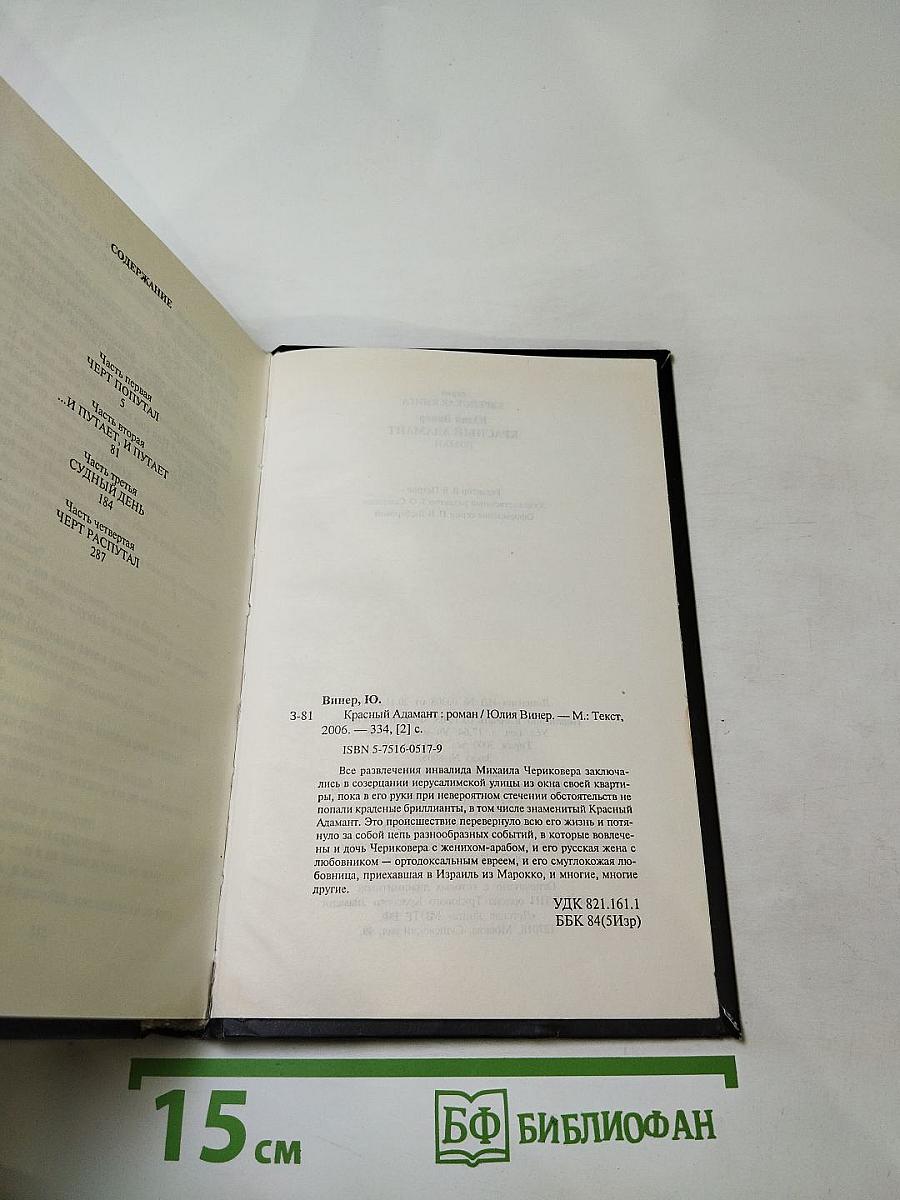 СОДЕРЖАНИЕ
Часть первая
ЧЕРТ ПОПУТАЛ
5
Часть вторая
...И ПУТАЕТ, И ПУТАЕТ
81
Часть третья
СУДНЫЙ ДЕНЬ
184
Часть четвертая
ЧЕРТ РАСПУТАЛ
287
Винер, Ю.
З-81 Красный Адамант : роман / Юлия Винер. — М.: Текст,
2006. — 334, [2] с.
ISBN 5-7516-0517-9
Все развлечения инвалида Михаила Чериковера заключа-
лись в созерцании иерусалимской улицы из окна своей кварти-
ры, пока в его руки при невероятном стечении обстоятельств не
попали краденые бриллианты, в том числе знаменитый Красный
Адамант. Это происшествие перевернуло всю его жизнь и потя-
нуло за собой цепь разнообразных событий, в которые вовлече-
ны и дочь Чериковера с женихом-арабом, и его русская жена с
любовником — ортодоксальным евреем, и его смуглокожая лю-
бовница, приехавшая в Израиль из Марокко, и многие, многие
другие.
УДК 821.161.1
ББК 84(5Изр)
15 см
БФ БИБЛИОФАН